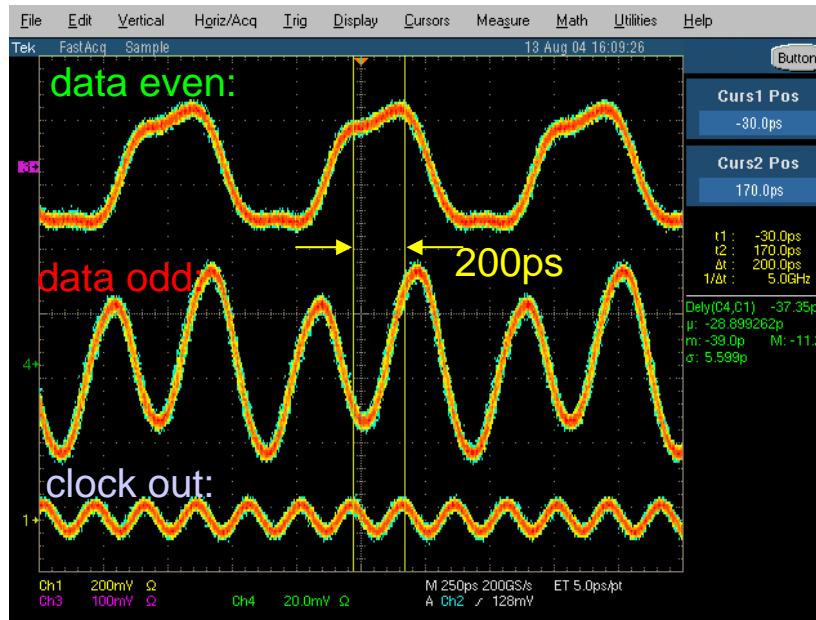 File Edit Vertical Horiz/Acq Trig Display Cursors Measure Math Utilities Help
Tek FastAcq Sample 13 Aug 04 16:09:26
Button
data even:
Curs1 Pos
-30.0ps
3
Curs2 Pos
170.0ps
t1 : -30.0ps
t2 : 170.0ps
Δt : 200.0ps
1/Δt : 5.0GHz
200ps
data odd:
Dely(C4,C1) -37.35p
µ: -28.899262p
m: -39.0p M: -11.
σ: 5.599p
4
clock out:
1
Ch1 200mV Ω M 250ps 200GS/s ET 5.0ps/pt
Ch3 100mV Ω Ch4 20.0mV Ω A Ch2 ∕ 128mV